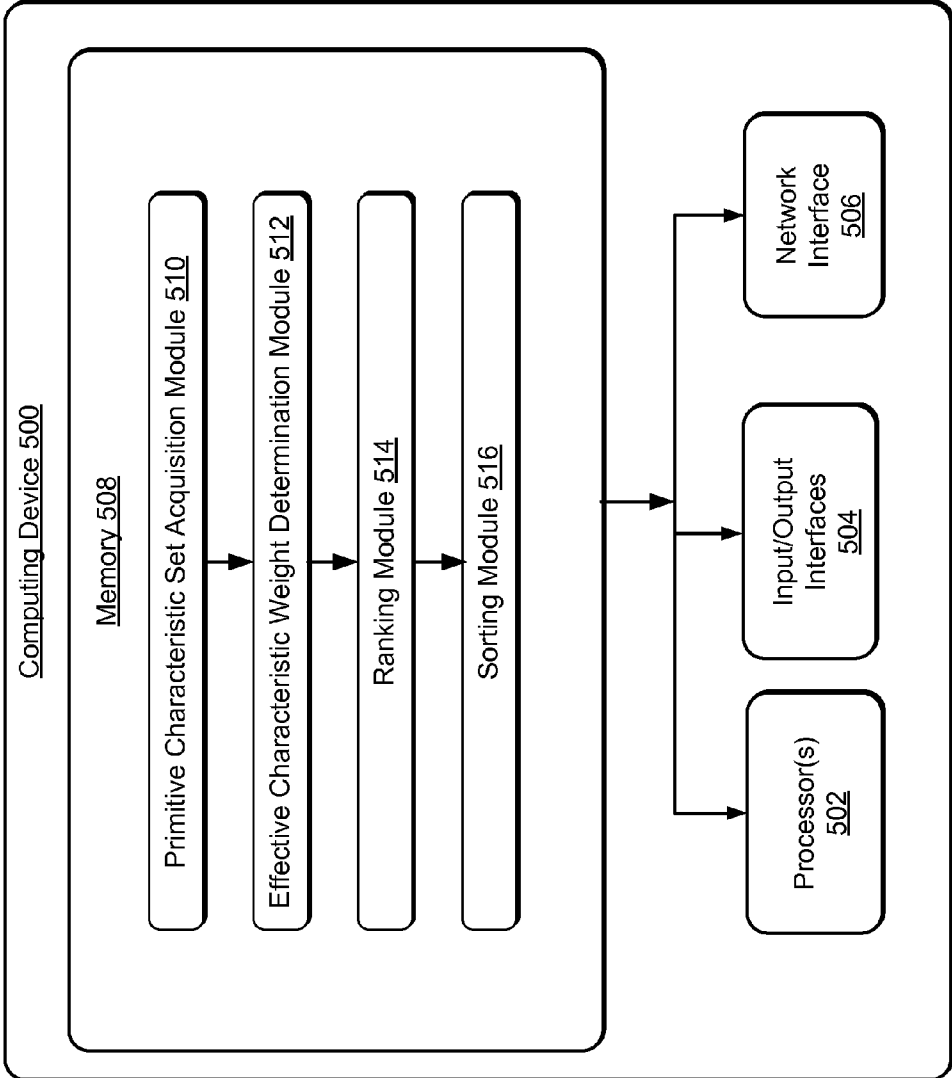 Computing Device 500
Memory 508
Primitive Characteristic Set Acquisition Module 510
Effective Characteristic Weight Determination Module 512
Ranking Module 514
Sorting Module 516
Processor(s)
502
Input/Output
Interfaces
504
Network
Interface
506